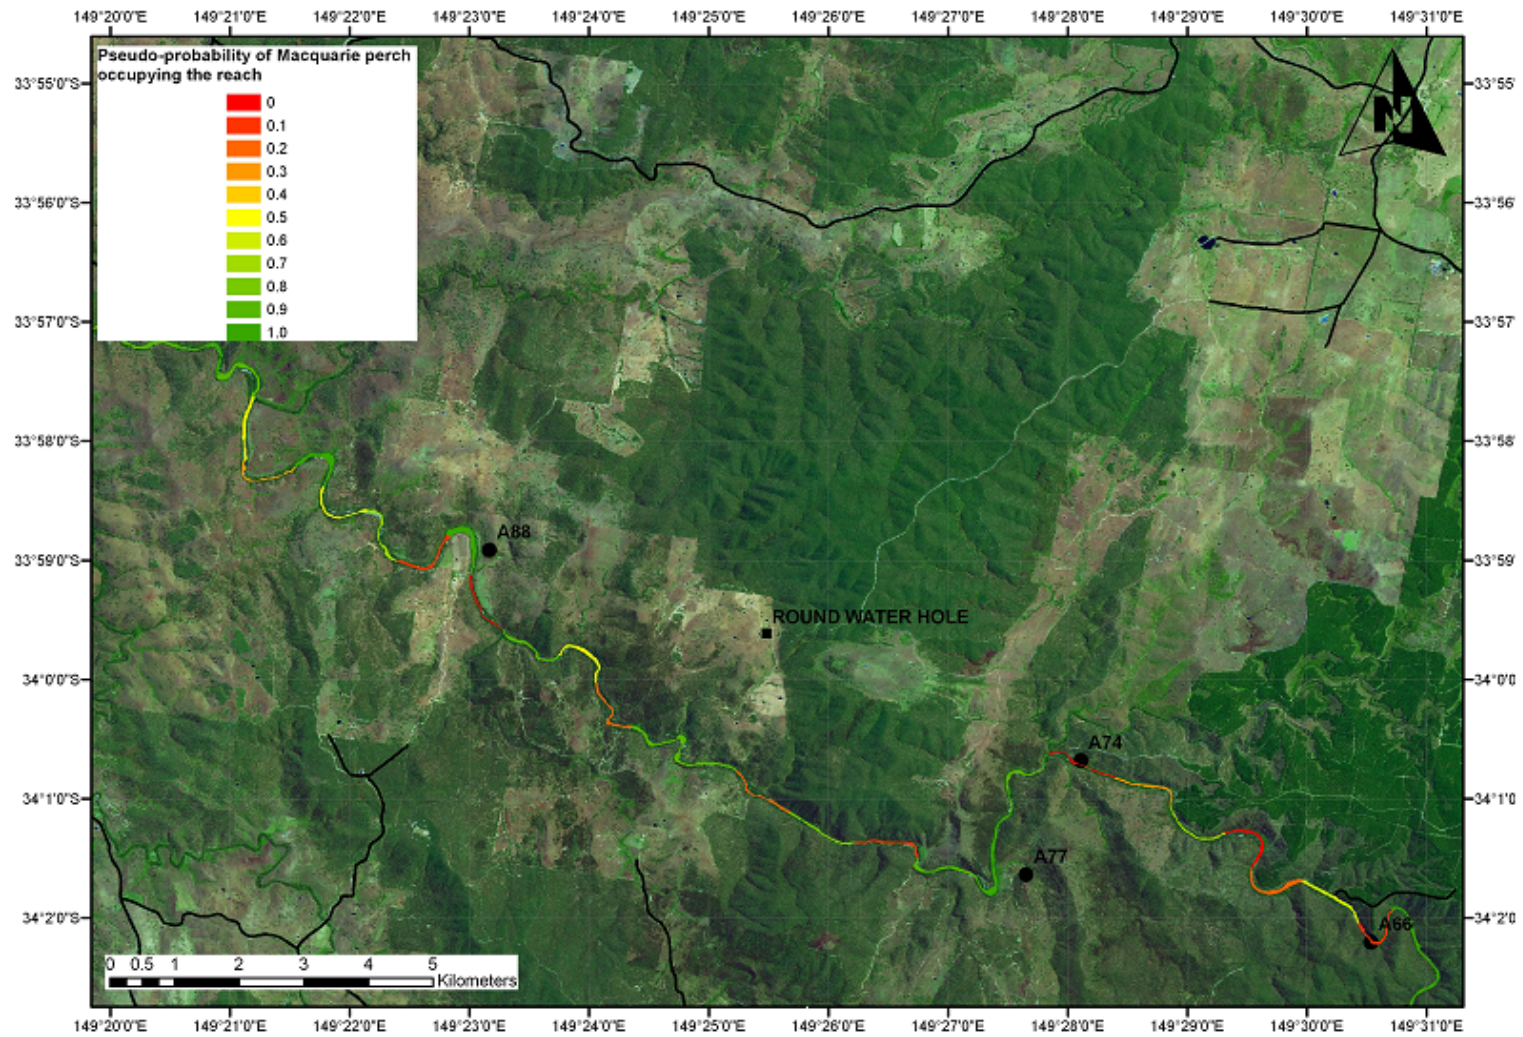 149°20'0"E 149°21'0"E 149°22'0"E 149°23'0"E 149°24'0"E 149°25'0"E 149°26'0"E 149°27'0"E 149°28'0"E 149°29'0"E 149°30'0"E 149°31'0"E
Pseudo-probability of Macquarie perch
occupying the reach
0
0.1
0.2
0.3
0.4
0.5
0.6
0.7
0.8
0.9
1.0
N
33°55'0"S 33°55'
33°56'0"S 33°56'
33°57'0"S 33°57'
33°58'0"S 33°58'
A88
33°59'0"S 33°59'
ROUND WATER HOLE
34°0'0"S 34°0'0
A74
34°1'0"S 34°1'0
A77
34°2'0"S 34°2'0
A66
0 0.5 1 2 3 4 5
Kilometers
149°20'0"E 149°21'0"E 149°22'0"E 149°23'0"E 149°24'0"E 149°25'0"E 149°26'0"E 149°27'0"E 149°28'0"E 149°29'0"E 149°30'0"E 149°31'0"E